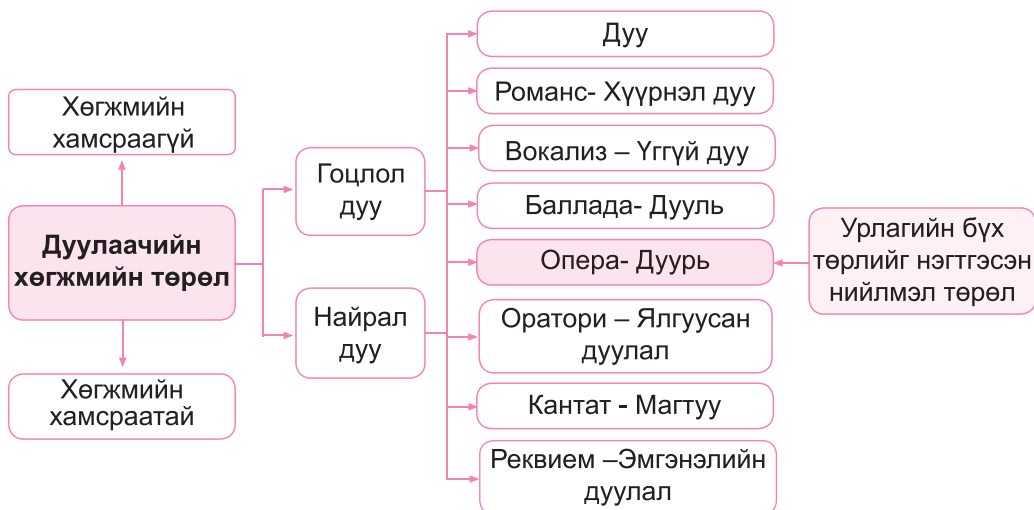 Хөгжмийн
хамсраагүй
Дуулаачийн
хөгжмийн төрөл
Хөгжмийн
хамсраатай
Гоцлол
дуу
Найрал
дуу
Дуу
Романс- Хүүрнэл дуу
Вокализ – Үггүй дуу
Баллада- Дууль
Опера- Дуурь
Оратори – Ялгуусан
дуулал
Кантат - Магтуу
Реквием –Эмгэнэлийн
дуулал
Урлагийн бүх
төрлийг нэгтгэсэн
нийлмэл төрөл